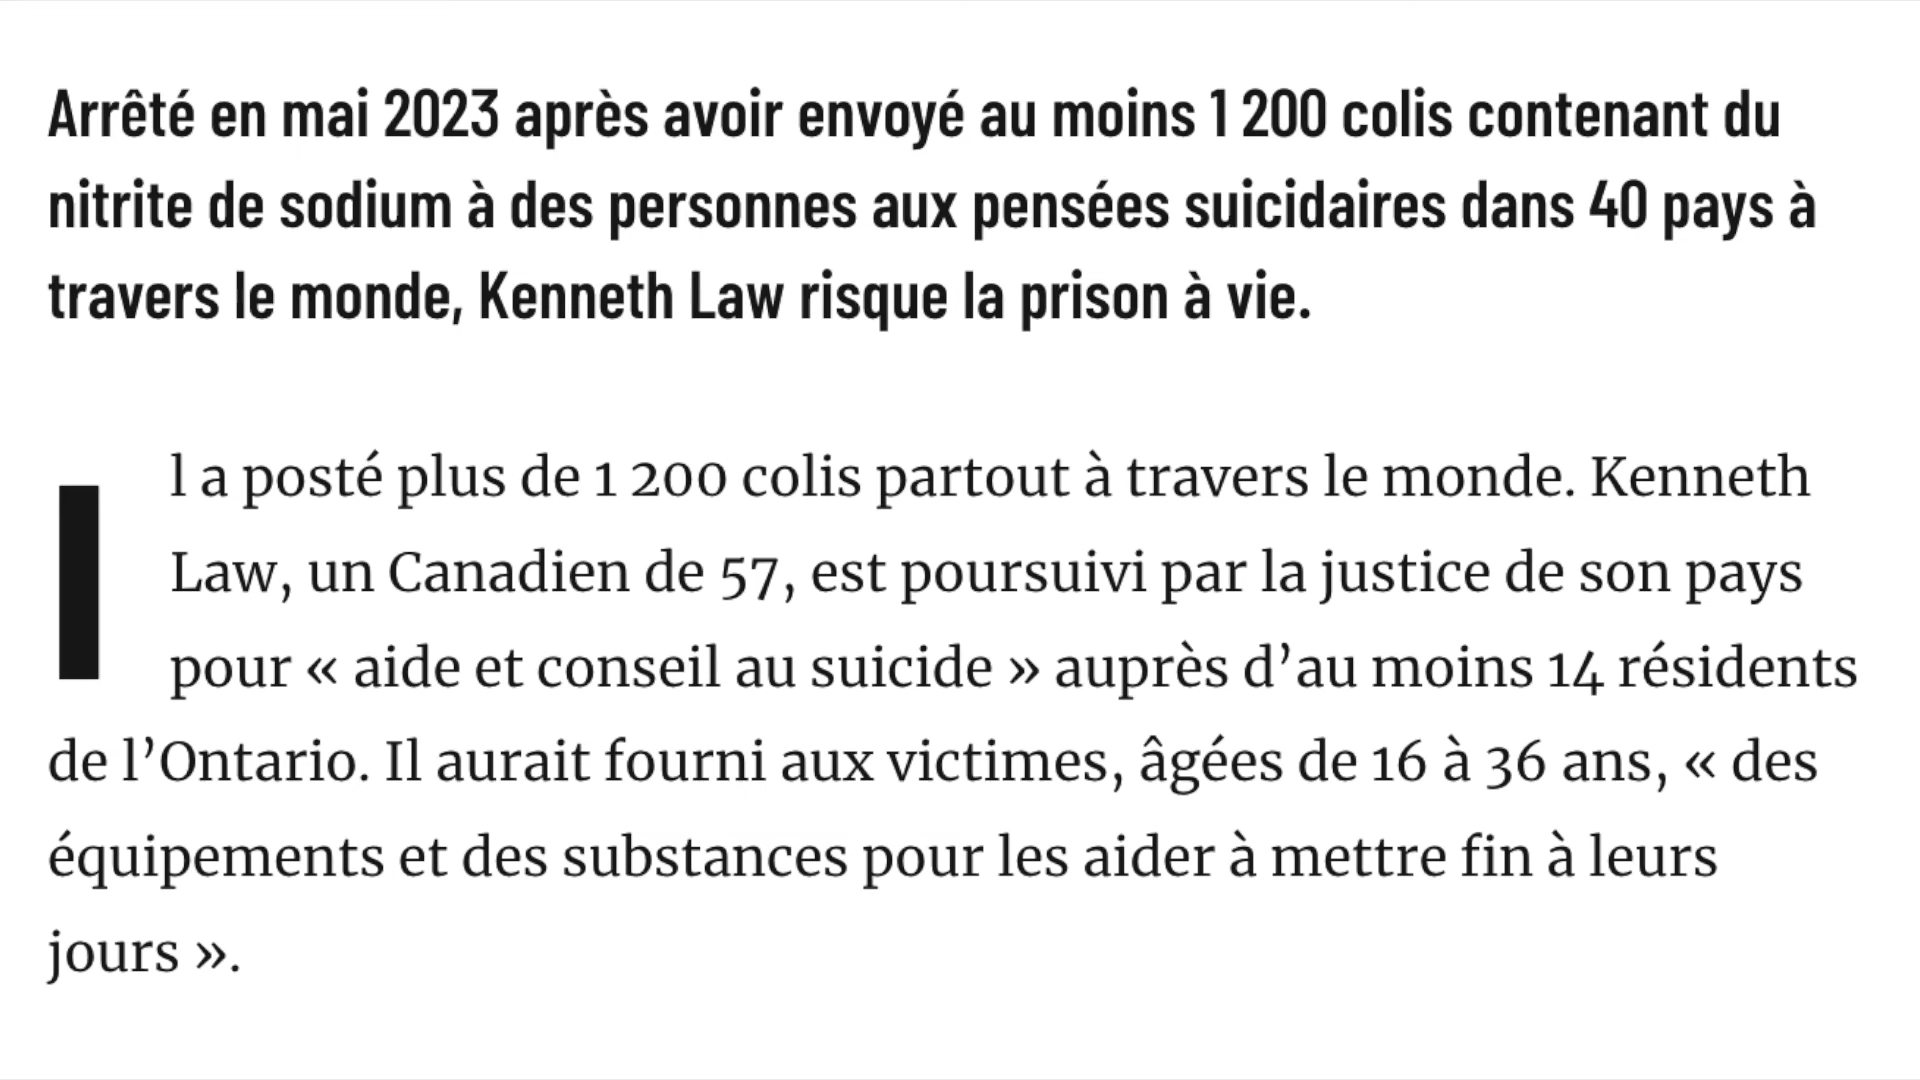 Arrêté en mai 2023 après avoir envoyé au moins 1 200 colis contenant du
nitrite de sodium à des personnes aux pensées suicidaires dans 40 pays à
travers le monde, Kenneth Law risque la prison à vie.
Il a posté plus de 1 200 colis partout à travers le monde. Kenneth
Law, un Canadien de 57, est poursuivi par la justice de son pays
pour « aide et conseil au suicide » auprès d’au moins 14 résidents
de l’Ontario. Il aurait fourni aux victimes, âgées de 16 à 36 ans, « des
équipements et des substances pour les aider à mettre fin à leurs
jours ».